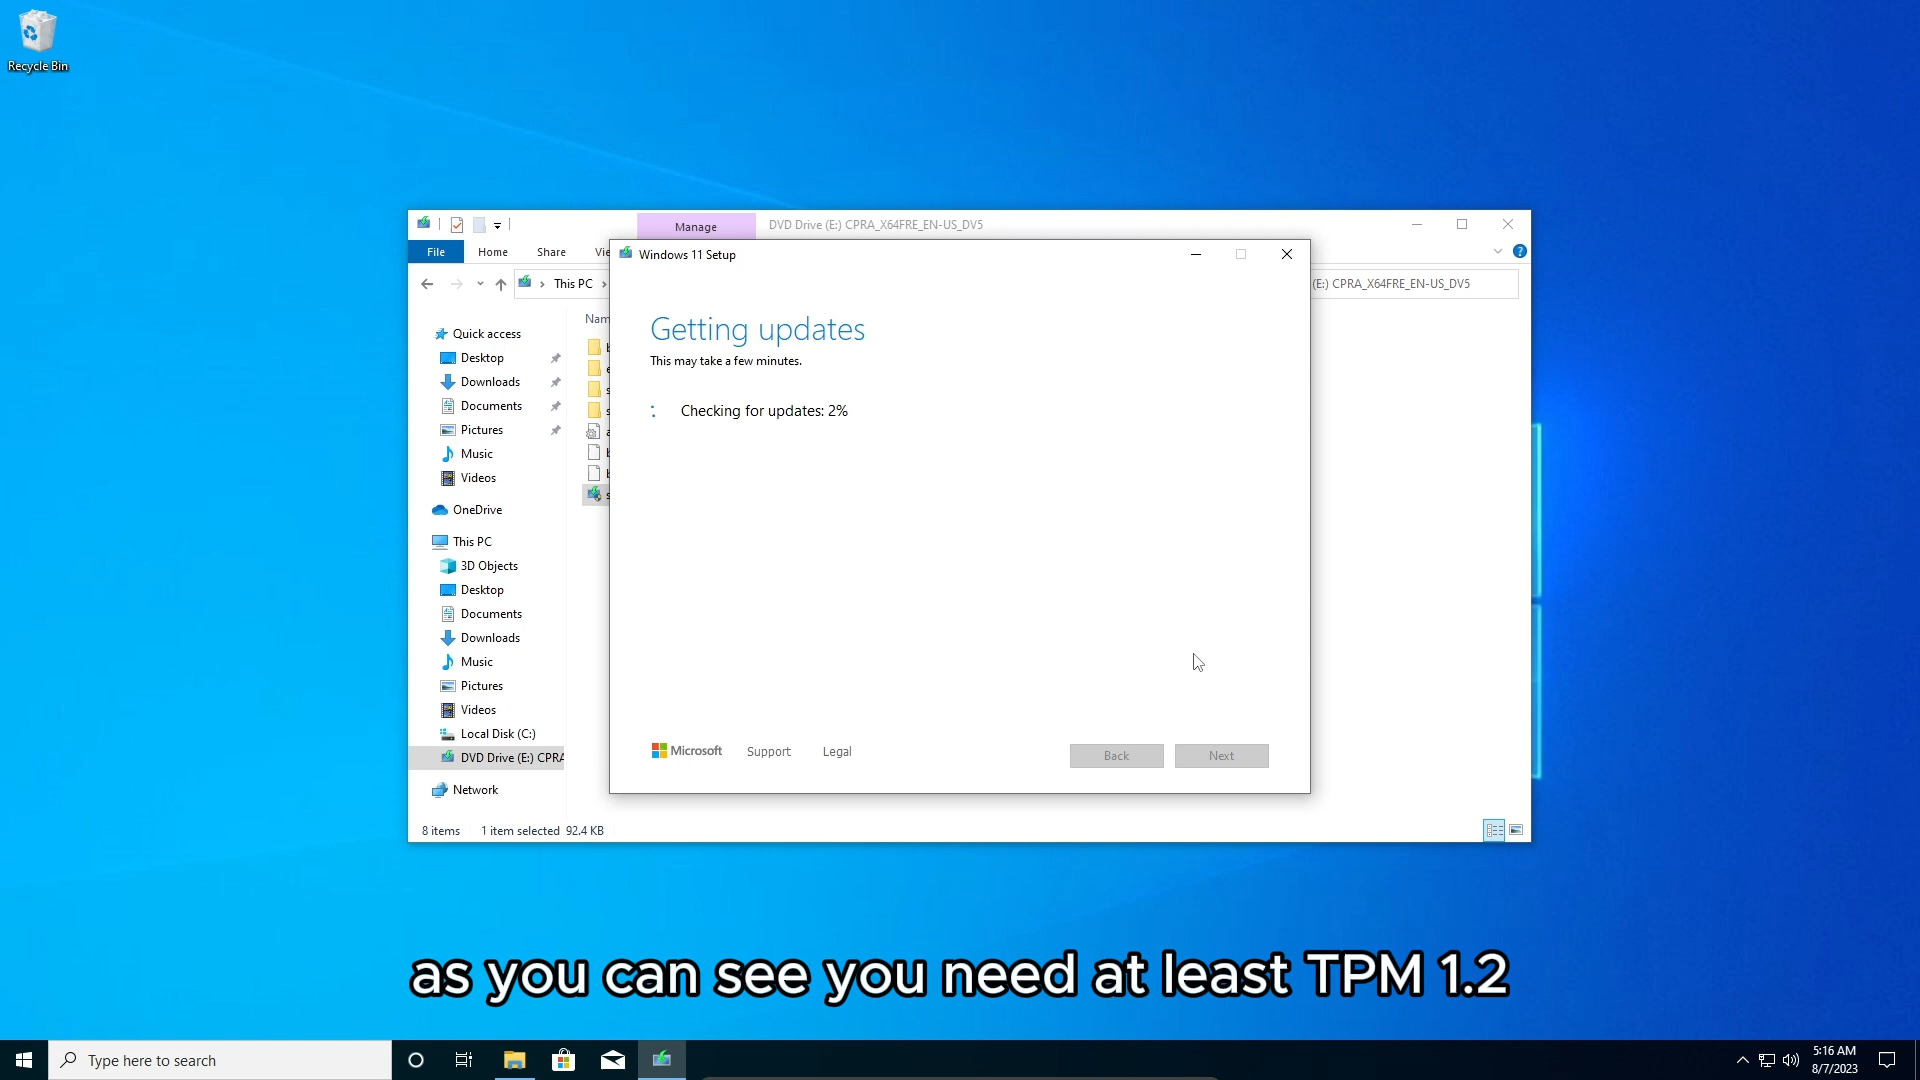 Recycle Bin
Manage
DVD Drive (E:) CPRA_X64FRE_EN-US_DV5
File
Home
Share
Windows 11 Setup
This PC
(E:) CPRA_X64FRE_EN-US_DV5
Quick access
Desktop
Downloads
Documents
Pictures
Music
Videos
OneDrive
This PC
3D Objects
Desktop
Documents
Downloads
Music
Pictures
Videos
Local Disk (C:)
DVD Drive (E:) CPRA
Network
8 items
1 item selected 92.4 KB
Getting updates
This may take a few minutes.
Checking for updates: 2%
Microsoft
Support
Legal
Back
Next
as you can see you need at least TPM 1.2
Type here to search
5:16 AM
8/7/2023